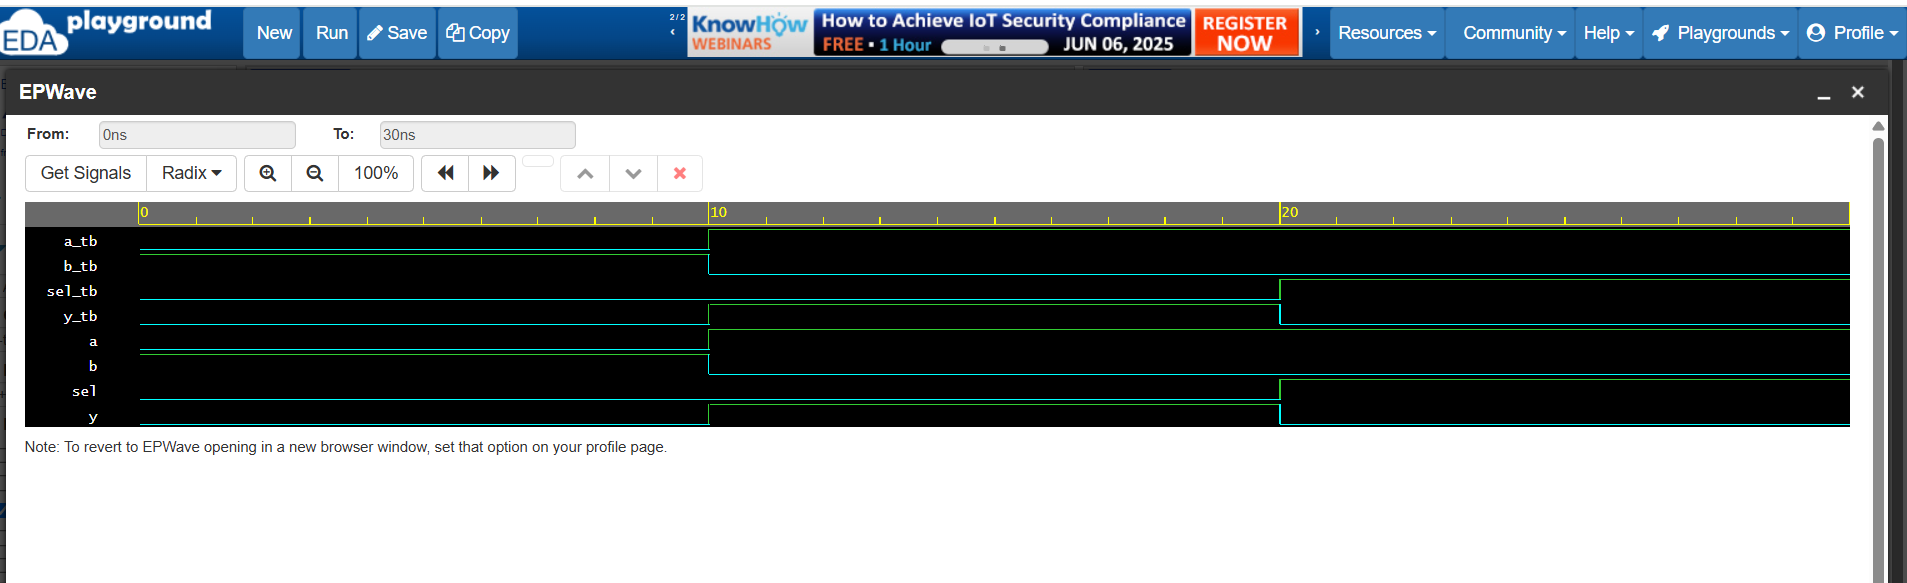 EDA playground
New Run Save Copy
2/2
KnowHow WEBINARS
How to Achieve IoT Security Compliance
FREE • 1 Hour JUN 06, 2025
REGISTER NOW
Resources Community Help Playgrounds Profile
EPWave
From: 0ns To: 30ns
Get Signals Radix 100%
0 10 20
a_tb
b_tb
sel_tb
y_tb
a
b
sel
y
Note: To revert to EPWave opening in a new browser window, set that option on your profile page.